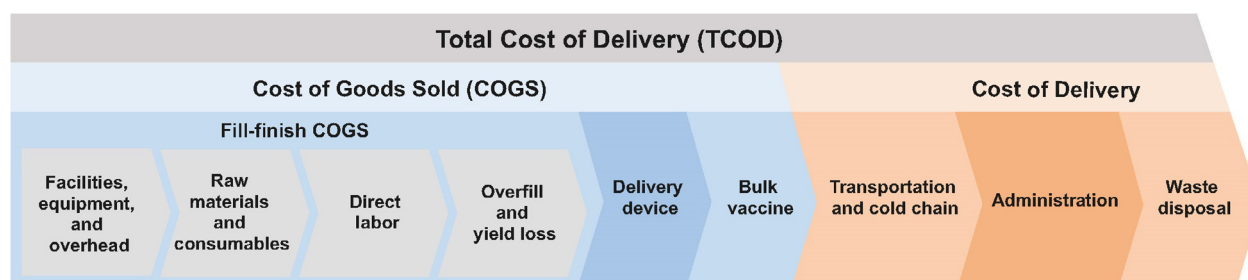 Total Cost of Delivery (TCOD)
Cost of Goods Sold (COGS)
Cost of Delivery
Fill-finish COGS
Facilities,
equipment,
and
overhead
Raw
materials
and
consumables
Direct
labor
Overfill
and
yield loss
Delivery
device
Bulk
vaccine
Transportation
and cold chain
Administration
Waste
disposal